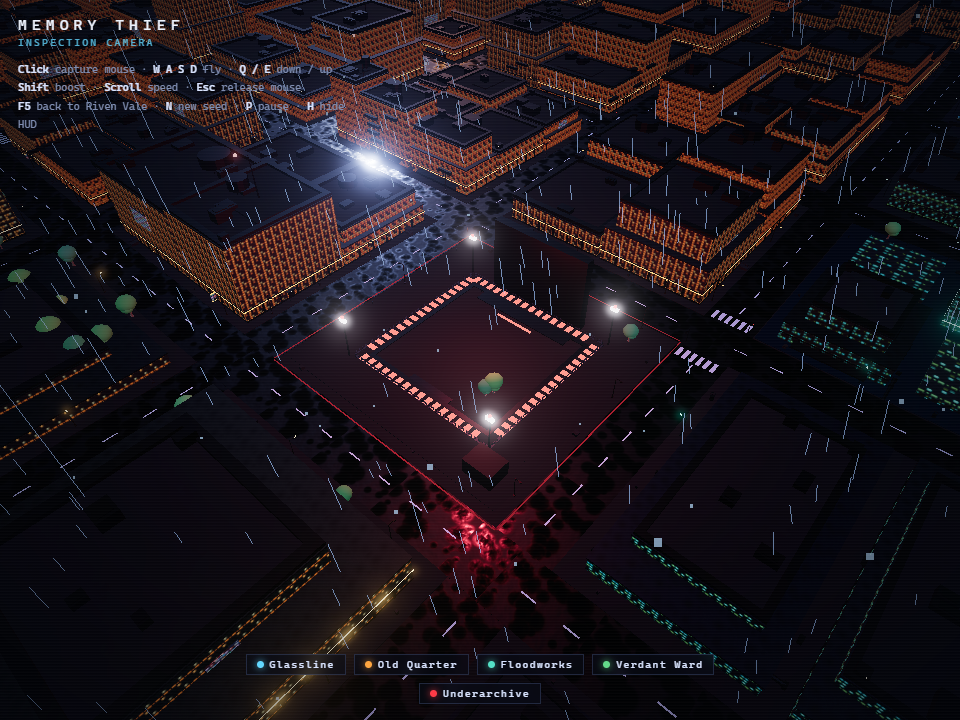 MEMORY THIEF
INSPECTION CAMERA
Click capture mouse · W A S D fly · Q / E down / up
Shift boost · Scroll speed · Esc release mouse
F5 back to Riven Vale · N new seed · P pause · H hide
HUD
Glassline Old Quarter Floodworks Verdant Ward
Underarchive